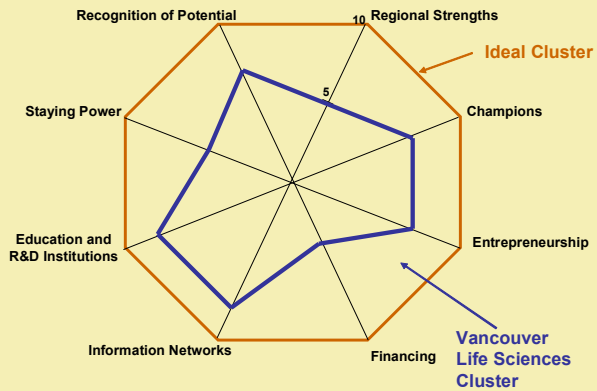 Recognition of Potential
10
Regional Strengths
Ideal Cluster
5
Staying Power
Champions
Education and
R&D Institutions
Entrepreneurship
Information Networks
Financing
Vancouver
Life Sciences
Cluster